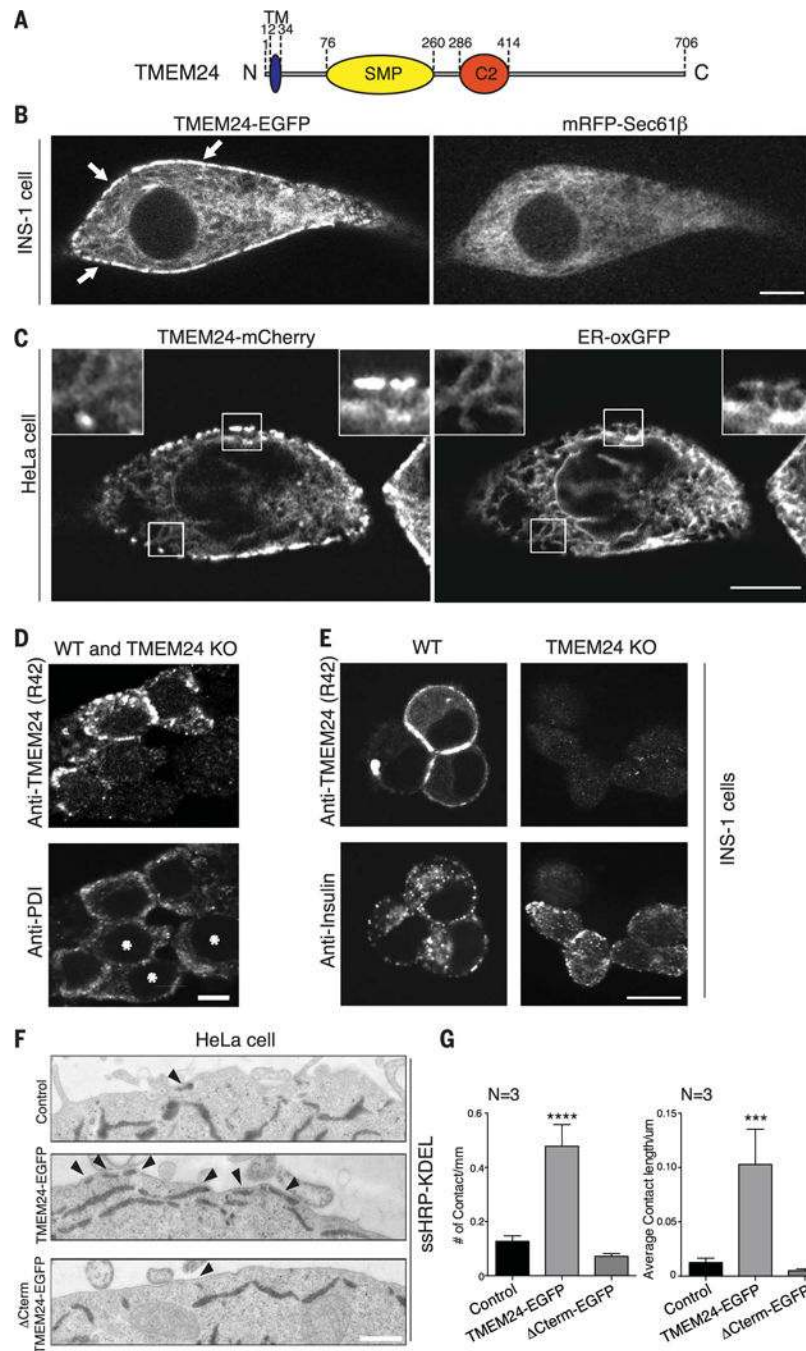 A
TM
1 12 34 76 260 286 414 706
TMEM24 N SMP C2 C
B
TMEM24-EGFP mRFP-Sec61β
INS-1 cell
C
TMEM24-mCherry ER-oxGFP
HeLa cell
D E
WT and TMEM24 KO WT TMEM24 KO
Anti-TMEM24 (R42) Anti-TMEM24 (R42)
Anti-PDI Anti-Insulin
* * *
INS-1 cells
F G
HeLa cell
Control
TMEM24-EGFP
ΔCterm
TMEM24-EGFP
ssHRP-KDEL
N=3 N=3
**** ***
# of Contact/mm
0.6
0.4
0.2
0
Control TMEM24-EGFP ΔCterm-EGFP
Average Contact length/um
0.20
0.15
0.10
0.05
0
Control TMEM24-EGFP ΔCterm-EGFP